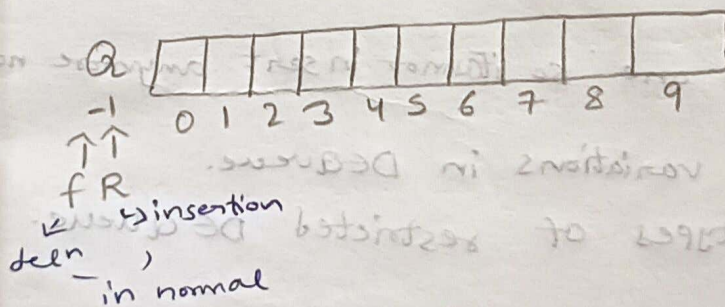 Q
-1 0 1 2 3 4 5 6 7 8 9
↑ ↑
f R
↳ insertion
deln
in normal